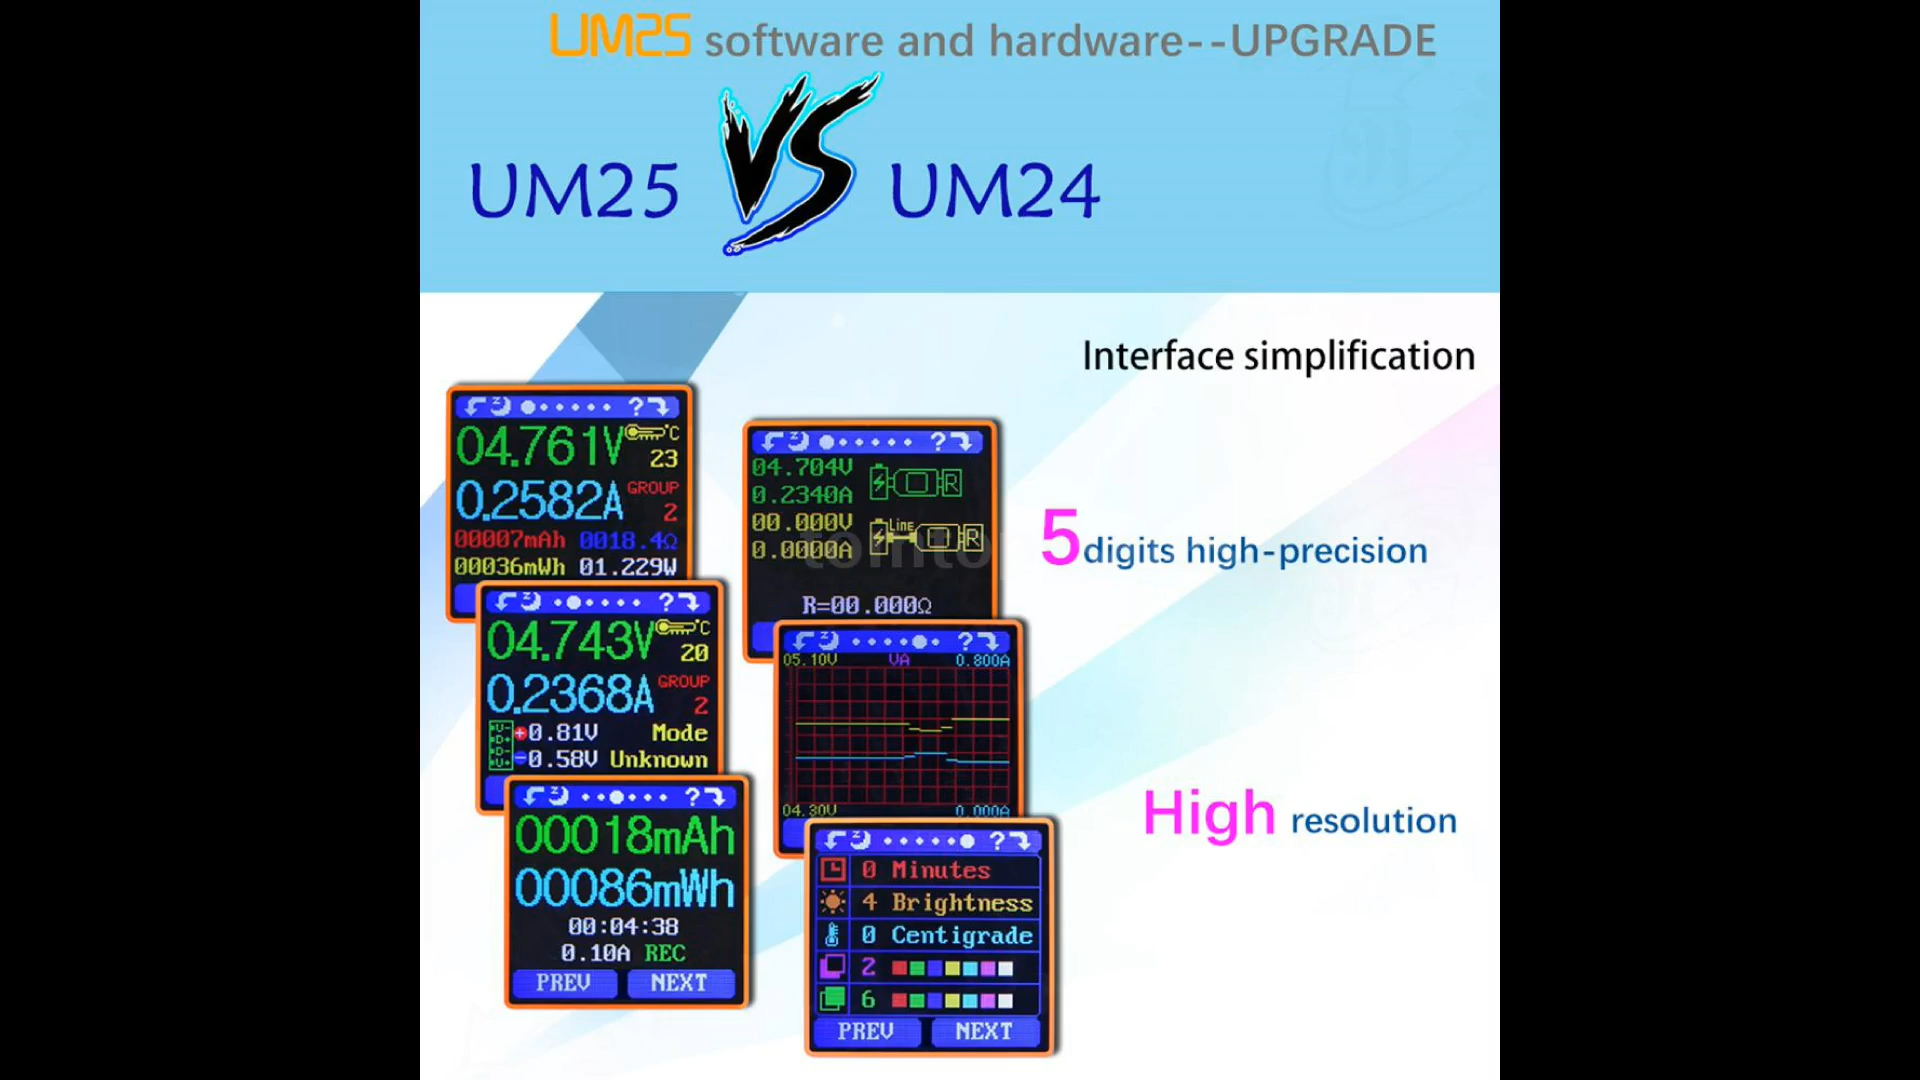 UM25 software and hardware--UPGRADE
UM25 VS UM24
Interface simplification
5 digits high-precision
High resolution
04.761V °C
23
0.2582A GROUP
2
00007mAh 0018.4Ω
00036mWh 01.229W
04.743V °C
20
0.2368A GROUP
2
U-
D+
D-
U+
+0.81V Mode
-0.58V Unknown
00018mAh
00086mWh
00:04:38
0.10A REC
PREV NEXT
04.704V
0.2340A R
00.000V Line
0.0000A R
R=00.000Ω
tomto
05.10V VA 0.800A
04.30V 0.000A
0 Minutes
4 Brightness
0 Centigrade
2
6
PREV NEXT